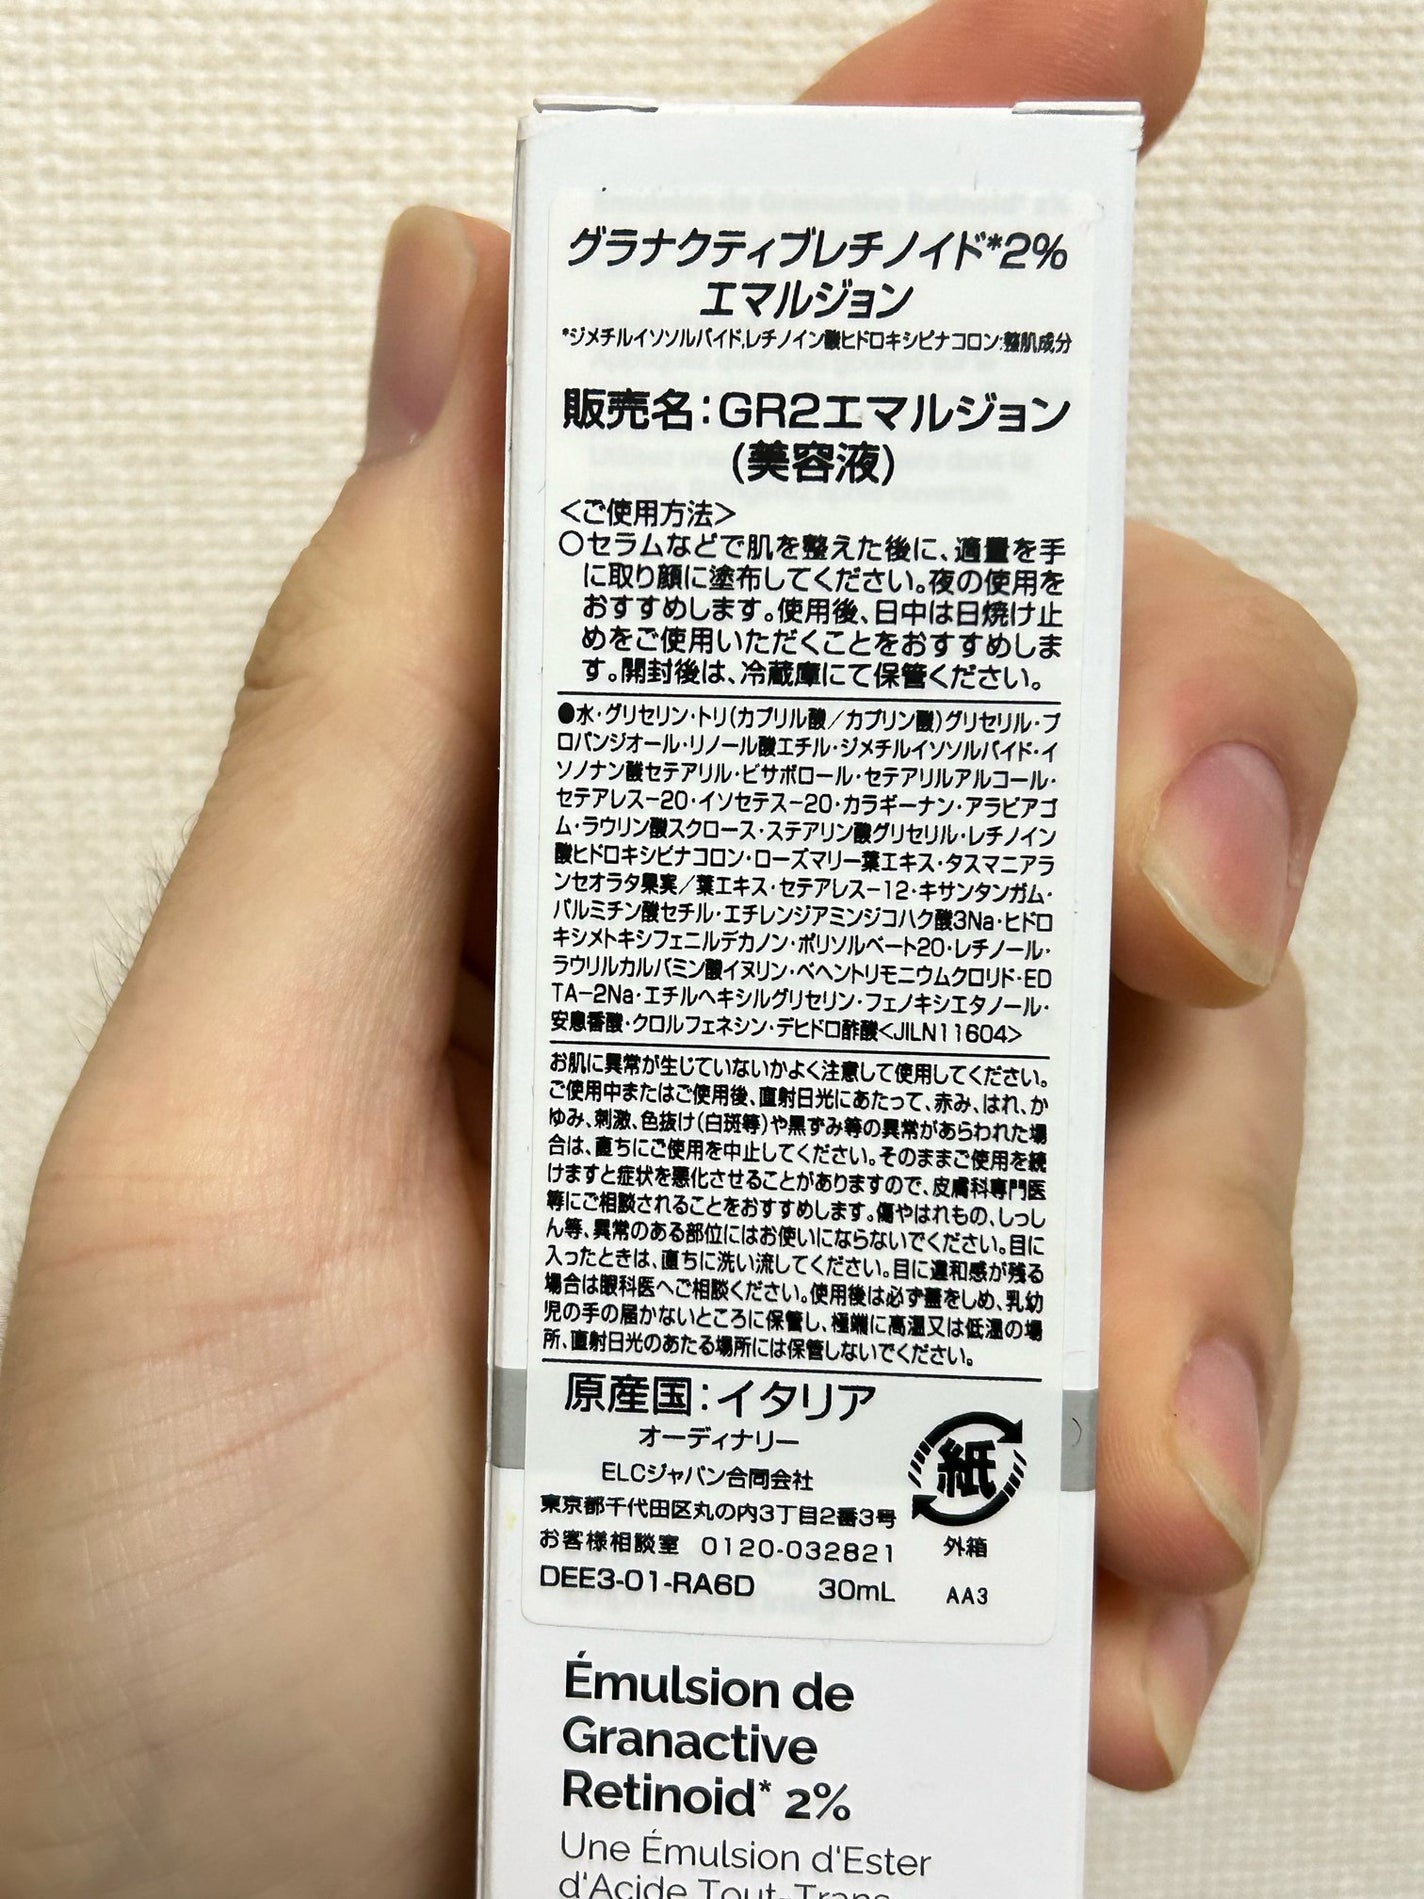 グラナクティブレチノイド*2%
エマルジョン
*ジメチルイソソルバイド,レチノイン酸ヒドロキシピナコロン:整肌成分
販売名:GR2エマルジョン
(美容液)
<ご使用方法>
○セラムなどで肌を整えた後に、適量を手
に取り顔に塗布してください。夜の使用を
おすすめします。使用後、日中は日焼け止
めをご使用いただくことをおすすめしま
す。開封後は、冷蔵庫にて保管ください。
●水・グリセリン・トリ(カプリル酸/カプリン酸)グリセリル・プ
ロパンジオール・リノール酸エチル・ジメチルイソソルバイド・イ
ソノナン酸セテアリル・ビサボロール・セテアリルアルコール・
セテアレス-20・イソセテス-20・カラギーナン・アラビアゴ
ム・ラウリン酸スクロース・ステアリン酸グリセリル・レチノイン
酸ヒドロキシピナコロン・ローズマリー葉エキス・タスマニアラ
ンセオラタ果実/葉エキス・セテアレス-12・キサンタンガム・
パルミチン酸セチル・エチレンジアミンジコハク酸3Na・ヒドロ
キシメトキシフェニルデカノン・ポリソルベート20・レチノール・
ラウリルカルバミン酸イヌリン・ベヘントリモニウムクロリド・ED
TA-2Na・エチルヘキシルグリセリン・フェノキシエタノール・
安息香酸・クロルフェネシン・デヒドロ酢酸<JILN11604>
お肌に異常が生じていないかよく注意して使用してください。
ご使用中またはご使用後、直射日光にあたって、赤み、はれ、か
ゆみ、刺激、色抜け(白斑等)や黒ずみ等の異常があらわれた場
合は、直ちにご使用を中止してください。そのままご使用を続
けますと症状を悪化させることがありますので、皮膚科専門医
等にご相談されることをおすすめします。傷やはれもの、しっし
ん等、異常のある部位にはお使いにならないでください。目に
入ったときは、直ちに洗い流してください。目に違和感が残る
場合は眼科医へご相談ください。使用後は必ず蓋をしめ、乳幼
児の手の届かないところに保管し、極端に高温又は低温の場
所、直射日光のあたる場所には保管しないでください。
原産国:イタリア
オーディナリー
ELCジャパン合同会社
東京都千代田区丸の内3丁目2番3号
お客様相談室 0120-032821
DEE3-01-RA6D 30mL
紙
外箱
AA3
Émulsion de
Granactive
Retinoid* 2%
Une Émulsion d'Ester
d'Acide Tout-Trans-